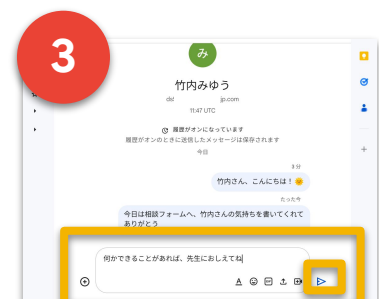 3
み
竹内みゆう
jp.com
11:47 UTC
履歴がオンになっています
履歴がオンのときに送信したメッセージは保存されます
今日
3 分
竹内さん、こんにちは！🌞
たった今
今日は相談フォームへ、竹内さんの気持ちを書いてくれて
ありがとう
何かできることがあれば、先生におしえてね